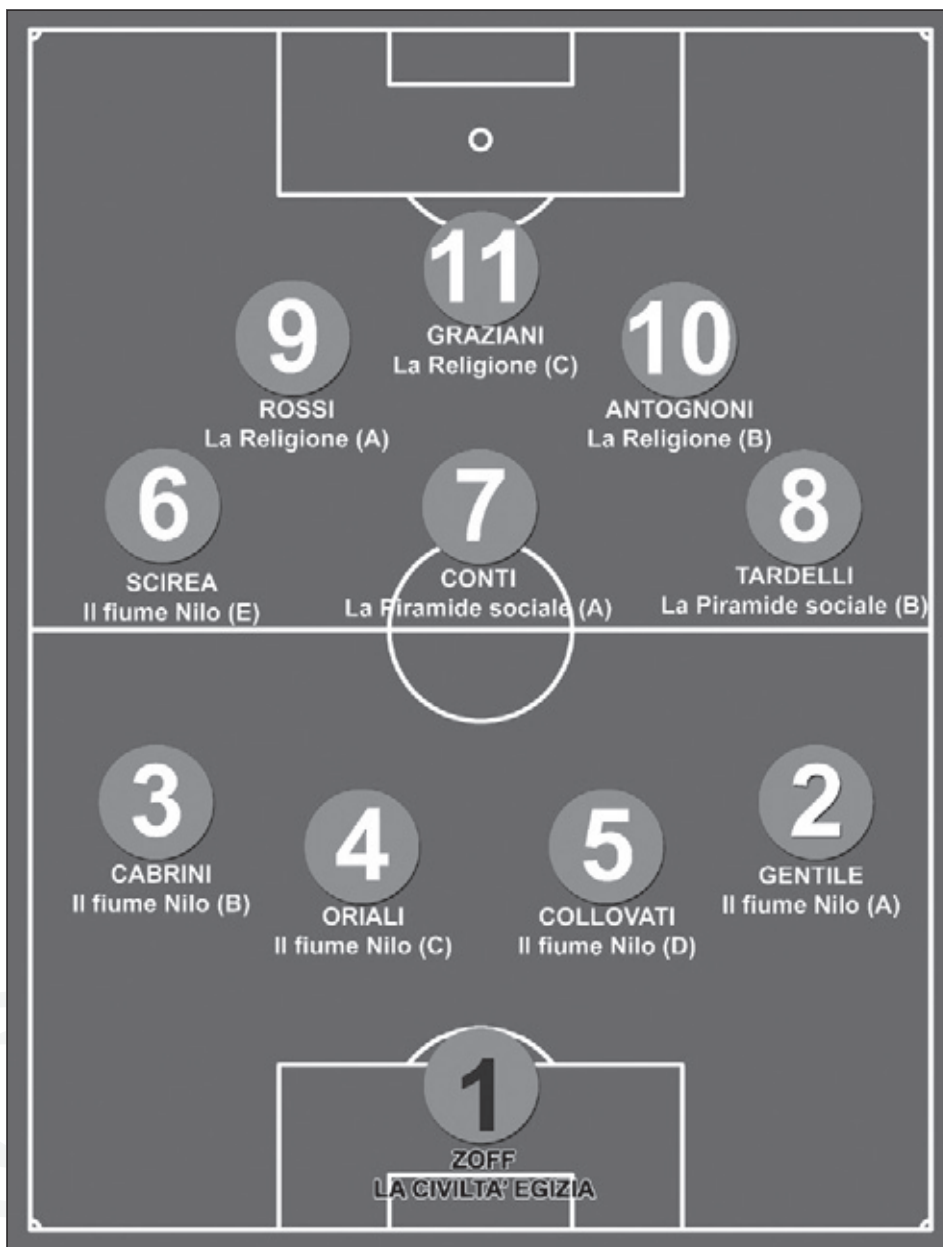 11
GRAZIANI
La Religione (C)
9
ROSSI
La Religione (A)
10
ANTOGNONI
La Religione (B)
6
SCIREA
Il fiume Nilo (E)
7
CONTI
La Piramide sociale (A)
8
TARDELLI
La Piramide sociale (B)
3
CABRINI
Il fiume Nilo (B)
4
ORIALI
Il fiume Nilo (C)
5
COLLOVATI
Il fiume Nilo (D)
2
GENTILE
Il fiume Nilo (A)
1
ZOFF
LA CIVILTA' EGIZIA